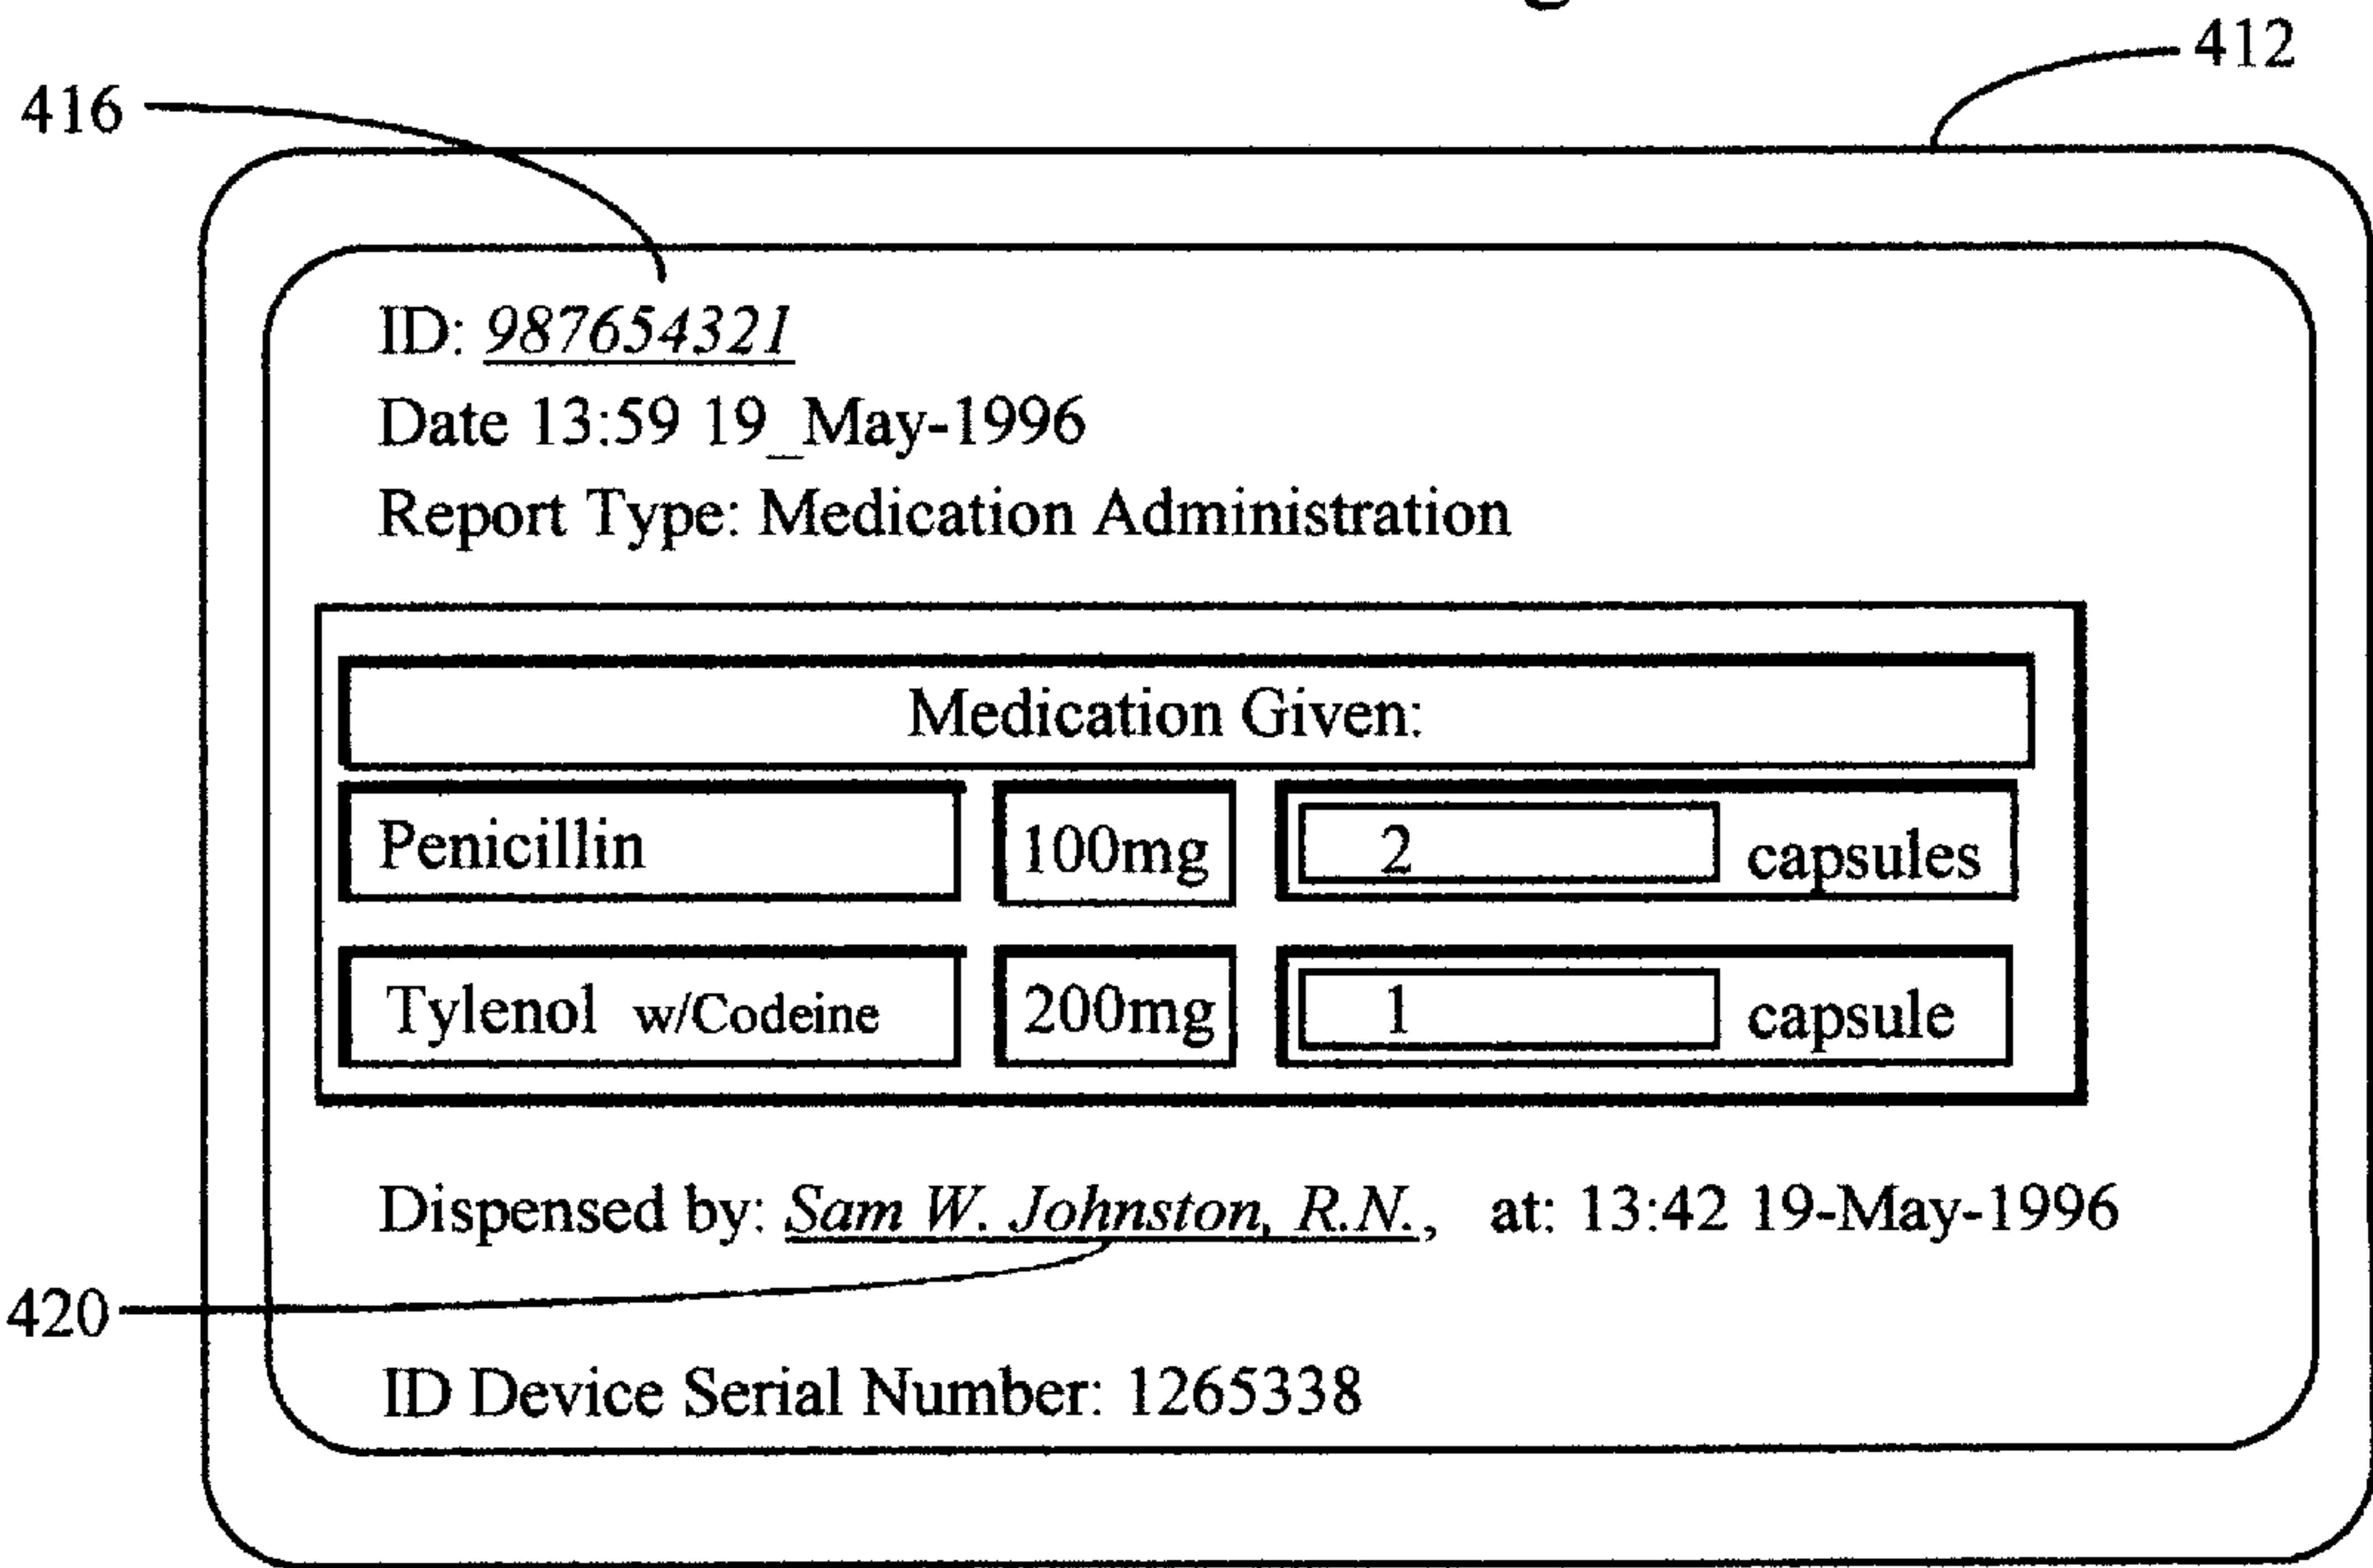 412
416
ID: 987654321
Date 13:59 19_May-1996
Report Type: Medication Administration
Medication Given:
Penicillin 100mg 2 capsules
Tylenol w/Codeine 200mg 1 capsule
Dispensed by: Sam W. Johnston, R.N., at: 13:42 19-May-1996
420
ID Device Serial Number: 1265338